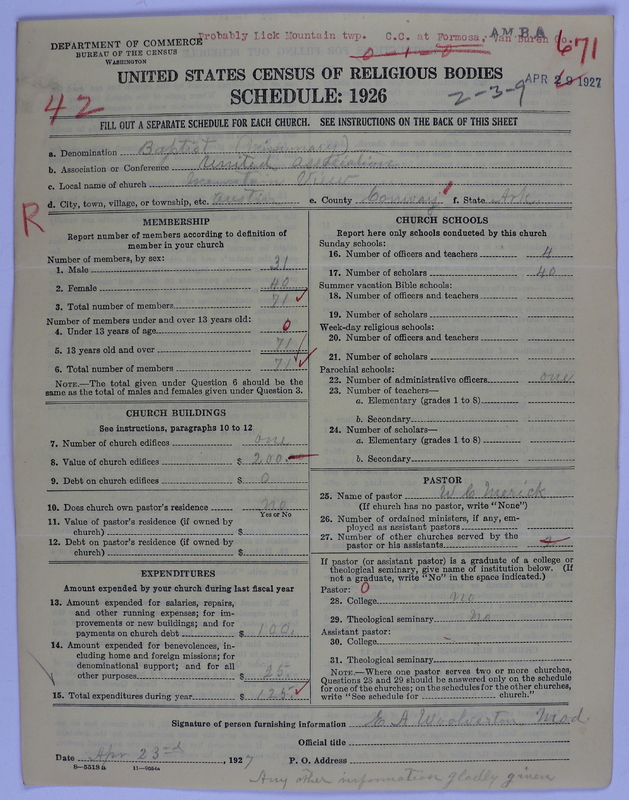 Probably Lick Mountain twp. C.C. at Formosa, Van Buren Co.
A M B A
671
DEPARTMENT OF COMMERCE
BUREAU OF THE CENSUS
WASHINGTON
0-1-0
UNITED STATES CENSUS OF RELIGIOUS BODIES
APR 29 1927
SCHEDULE: 1926
2-3-9
42
FILL OUT A SEPARATE SCHEDULE FOR EACH CHURCH. SEE INSTRUCTIONS ON THE BACK OF THIS SHEET
a. Denomination Baptist (Missionary)
b. Association or Conference United Association
c. Local name of church View
d. City, town, village, or township, etc. Austin e. County Conway f. State Ark.
R
MEMBERSHIP
Report number of members according to definition of
member in your church
Number of members, by sex:
1. Male 31
2. Female 40
3. Total number of members 71
Number of members under and over 13 years old:
4. Under 13 years of age 0
5. 13 years old and over 71
6. Total number of members 71
NOTE.—The total given under Question 6 should be the
same as the total of males and females given under Question 3.
CHURCH BUILDINGS
See instructions, paragraphs 10 to 12
7. Number of church edifices one
8. Value of church edifices $ 200
9. Debt on church edifices $ 0
10. Does church own pastor's residence no
Yes or No
11. Value of pastor's residence (if owned by
church) $
12. Debt on pastor's residence (if owned by
church) $
EXPENDITURES
Amount expended by your church during last fiscal year
13. Amount expended for salaries, repairs,
and other running expenses; for im-
provements or new buildings; and for
payments on church debt $ 100.
14. Amount expended for benevolences, in-
cluding home and foreign missions; for
denominational support; and for all
other purposes $ 25.
15. Total expenditures during year $ 125
CHURCH SCHOOLS
Report here only schools conducted by this church
Sunday schools:
16. Number of officers and teachers 4
17. Number of scholars 40
Summer vacation Bible schools:
18. Number of officers and teachers
19. Number of scholars
Week-day religious schools:
20. Number of officers and teachers
21. Number of scholars
Parochial schools:
22. Number of administrative officers one
23. Number of teachers—
a. Elementary (grades 1 to 8)
b. Secondary
24. Number of scholars—
a. Elementary (grades 1 to 8)
b. Secondary
PASTOR
25. Name of pastor W C Merick
(If church has no pastor, write "None")
26. Number of ordained ministers, if any, em-
ployed as assistant pastors
27. Number of other churches served by the
pastor or his assistants
If pastor (or assistant pastor) is a graduate of a college or
theological seminary, give name of institution below. (If
not a graduate, write "No" in the space indicated.)
Pastor: 0
28. College no
29. Theological seminary no
Assistant pastor:
30. College -
31. Theological seminary
NOTE.—Where one pastor serves two or more churches,
Questions 28 and 29 should be answered only on the schedule
for one of the churches; on the schedules for the other churches,
write "See schedule for church."
Signature of person furnishing information A Woolverton Mod.
Official title
Date Apr 23rd, 1927 P. O. Address
8-5513a 11-9054a
Any other information gladly given